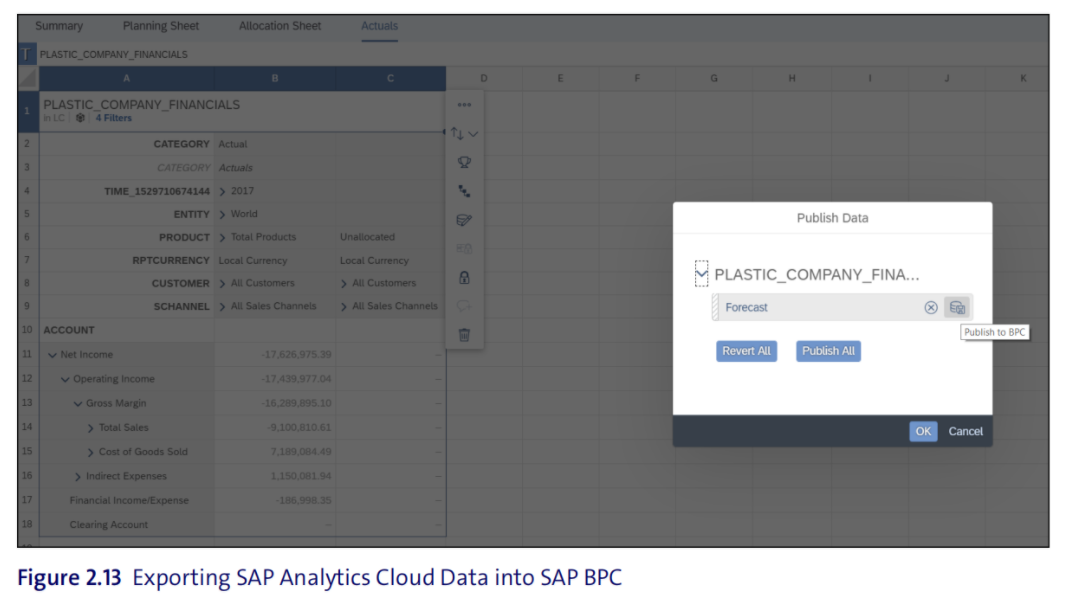 Summary Planning Sheet Allocation Sheet Actuals
T PLASTIC_COMPANY_FINANCIALS
A B C D E F G H I J K
1 PLASTIC_COMPANY_FINANCIALS
in LC 4 Filters
2 CATEGORY Actual
3 CATEGORY Actuals
4 TIME_1529710674144 2017
5 ENTITY World
6 PRODUCT Total Products Unallocated
7 RPTCURRENCY Local Currency Local Currency
8 CUSTOMER All Customers All Customers
9 SCHANNEL All Sales Channels All Sales Channels
10 ACCOUNT
11 Net Income -17,626,975.39 –
12 Operating Income -17,439,977.04 –
13 Gross Margin -16,289,895.10 –
14 Total Sales -9,100,810.61 –
15 Cost of Goods Sold 7,189,084.49 –
16 Indirect Expenses 1,150,081.94 –
17 Financial Income/Expense -186,998.35 –
18 Clearing Account – –
Publish Data
PLASTIC_COMPANY_FINA...
Forecast
Publish to BPC
Revert All Publish All
OK Cancel
Figure 2.13 Exporting SAP Analytics Cloud Data into SAP BPC